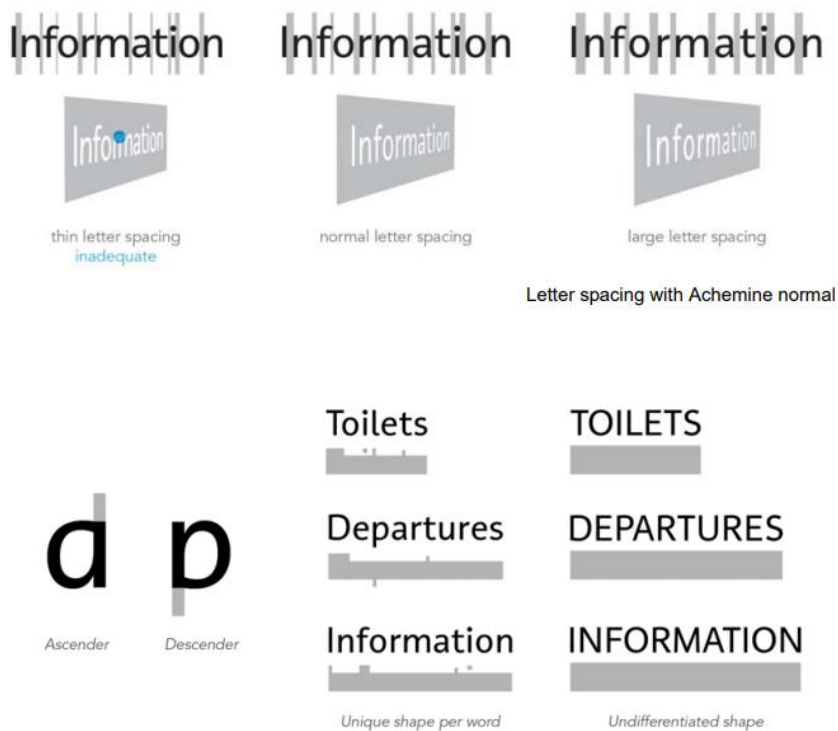 Information Information Information
Information Information Information
thin letter spacing normal letter spacing large letter spacing
inadequate
Letter spacing with Achemine normal
Toilets TOILETS
d p
Departures DEPARTURES
Ascender Descender
Information INFORMATION
Unique shape per word Undifferentiated shape